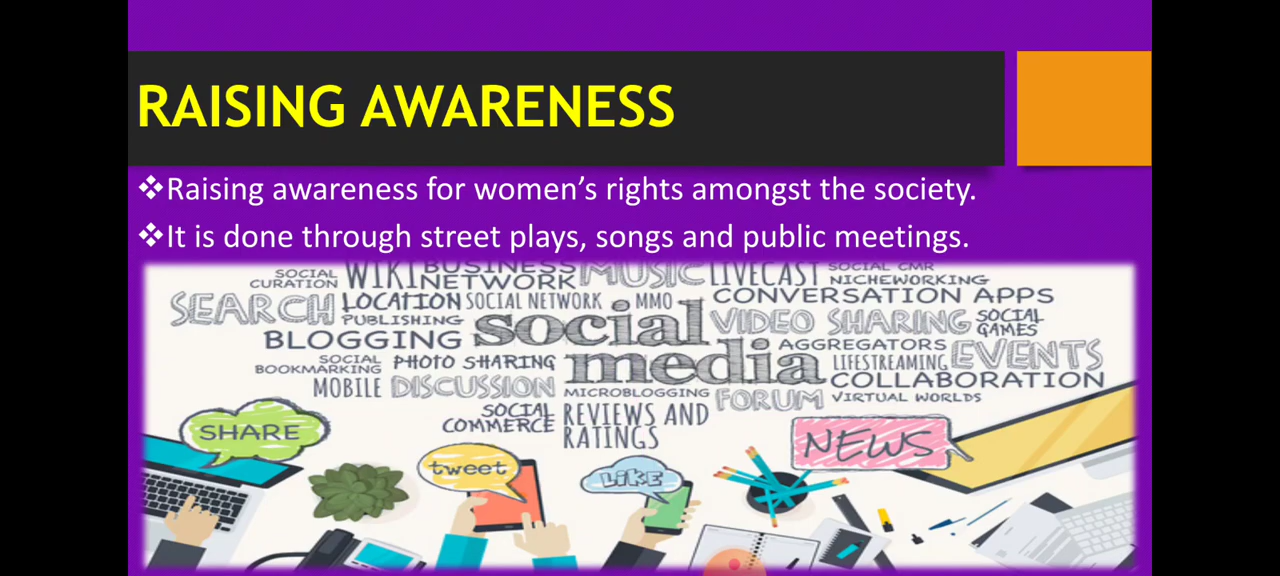 RAISING AWARENESS
❖Raising awareness for women's rights amongst the society.
❖It is done through street plays, songs and public meetings.
SOCIAL CURATION
WIKI
BUSINESS NETWORK
MUSIC
LIVECAST
SOCIAL CMR
NICHEWORKING
SEARCH
LOCATION
SOCIAL NETWORK
MMO
CONVERSATION APPS
PUBLISHING
social media
VIDEO SHARING
SOCIAL GAMES
BLOGGING
AGGREGATORS
SOCIAL BOOKMARKING
PHOTO SHARING
LIFESTREAMING
EVENTS
MOBILE
DISCUSSION
MICROBLOGGING
FORUM
COLLABORATION
VIRTUAL WORLDS
SOCIAL COMMERCE
REVIEWS AND RATINGS
SHARE
tweet
LiKE
NEWS